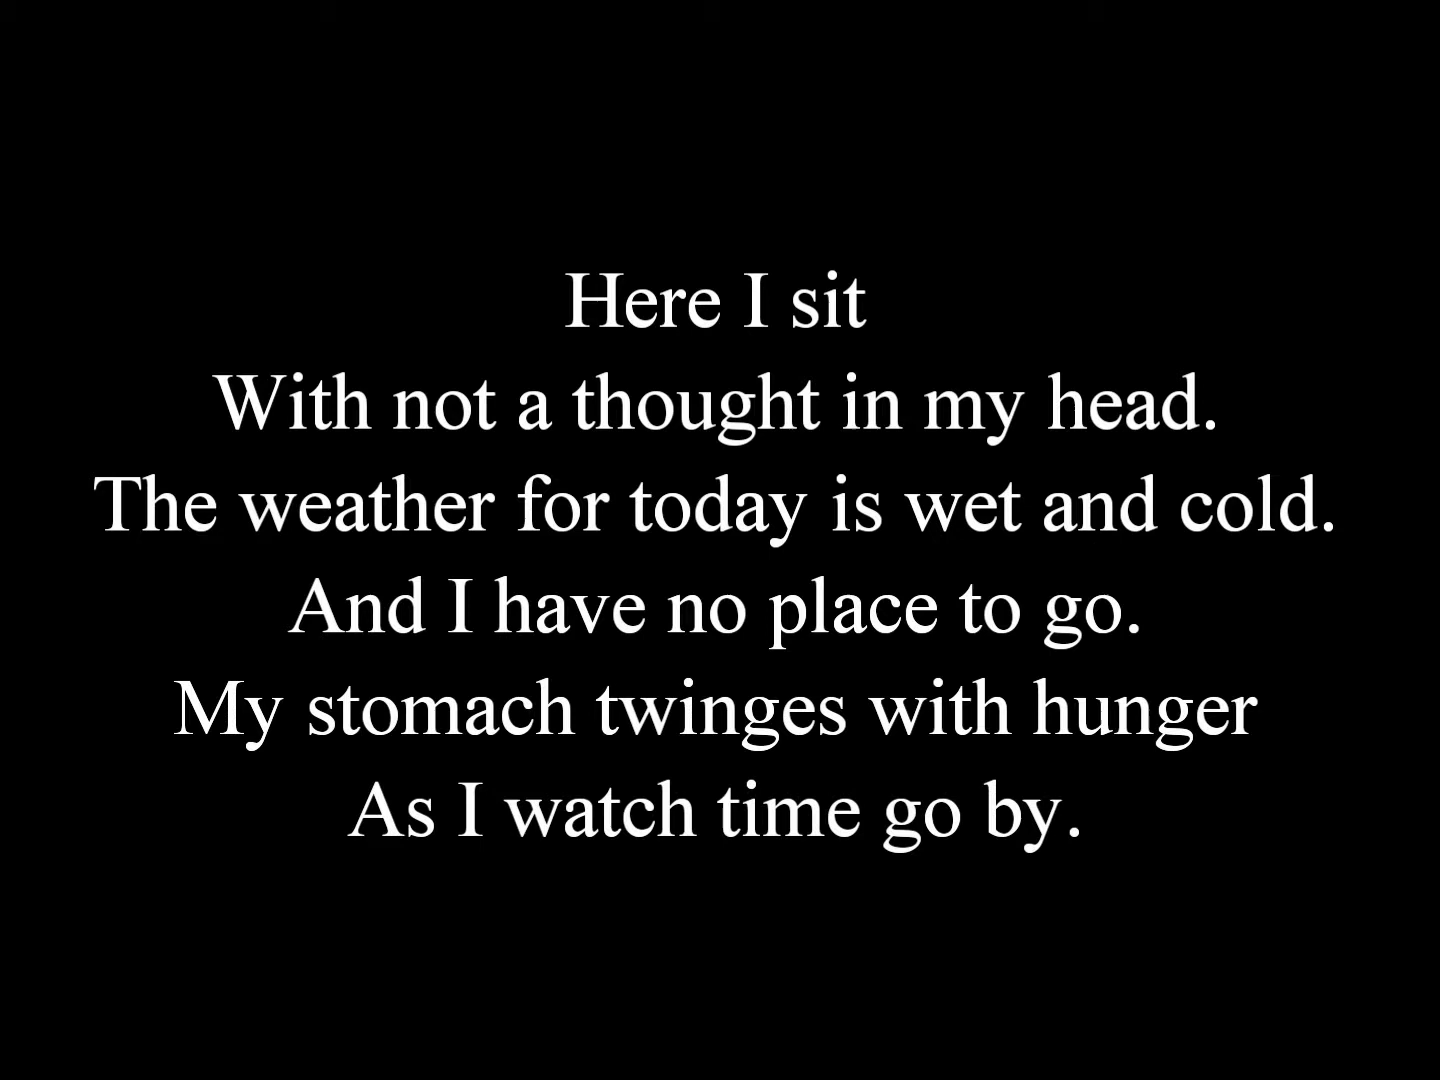 Here I sit
With not a thought in my head.
The weather for today is wet and cold.
And I have no place to go.
My stomach twinges with hunger
As I watch time go by.